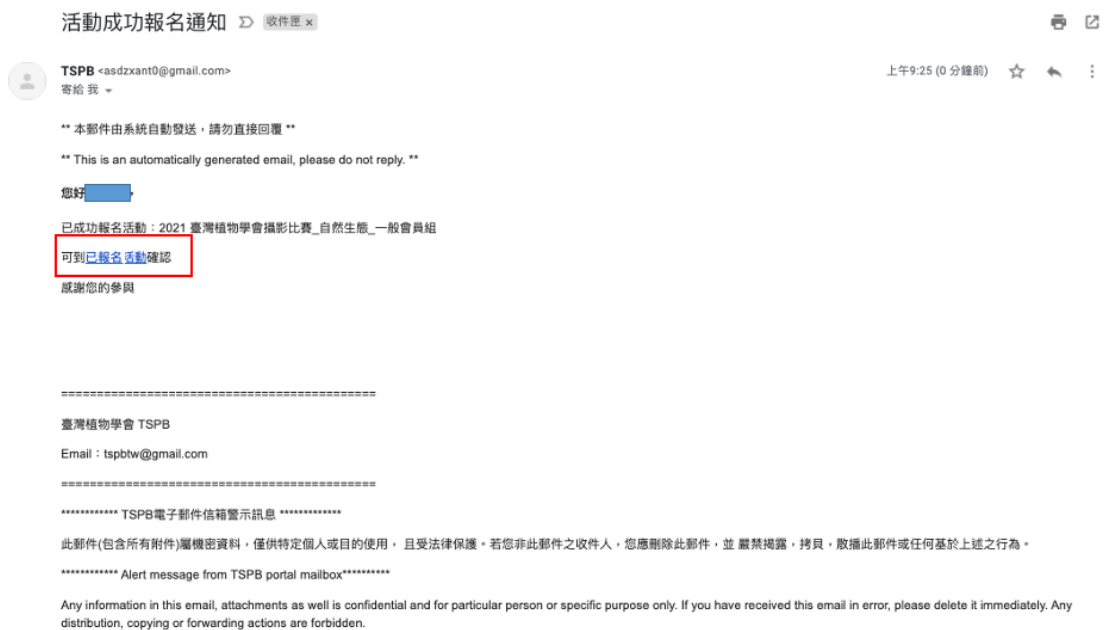 活動成功報名通知 收件匣 x
TSPB <asdzxant0@gmail.com> 上午9:25 (0 分鐘前)
寄給 我
** 本郵件由系統自動發送，請勿直接回覆 **
** This is an automatically generated email, please do not reply. **
您好
已成功報名活動：2021 臺灣植物學會攝影比賽_自然生態_一般會員組
可到已報名活動確認
感謝您的參與
============================================
臺灣植物學會 TSPB
Email：tspbtw@gmail.com
============================================
************ TSPB電子郵件信箱警示訊息 *************
此郵件(包含所有附件)屬機密資料，僅供特定個人或目的使用， 且受法律保護。若您非此郵件之收件人，您應刪除此郵件，並 嚴禁揭露，拷貝，散播此郵件或任何基於上述之行為。
************ Alert message from TSPB portal mailbox**********
Any information in this email, attachments as well is confidential and for particular person or specific purpose only. If you have received this email in error, please delete it immediately. Any
distribution, copying or forwarding actions are forbidden.